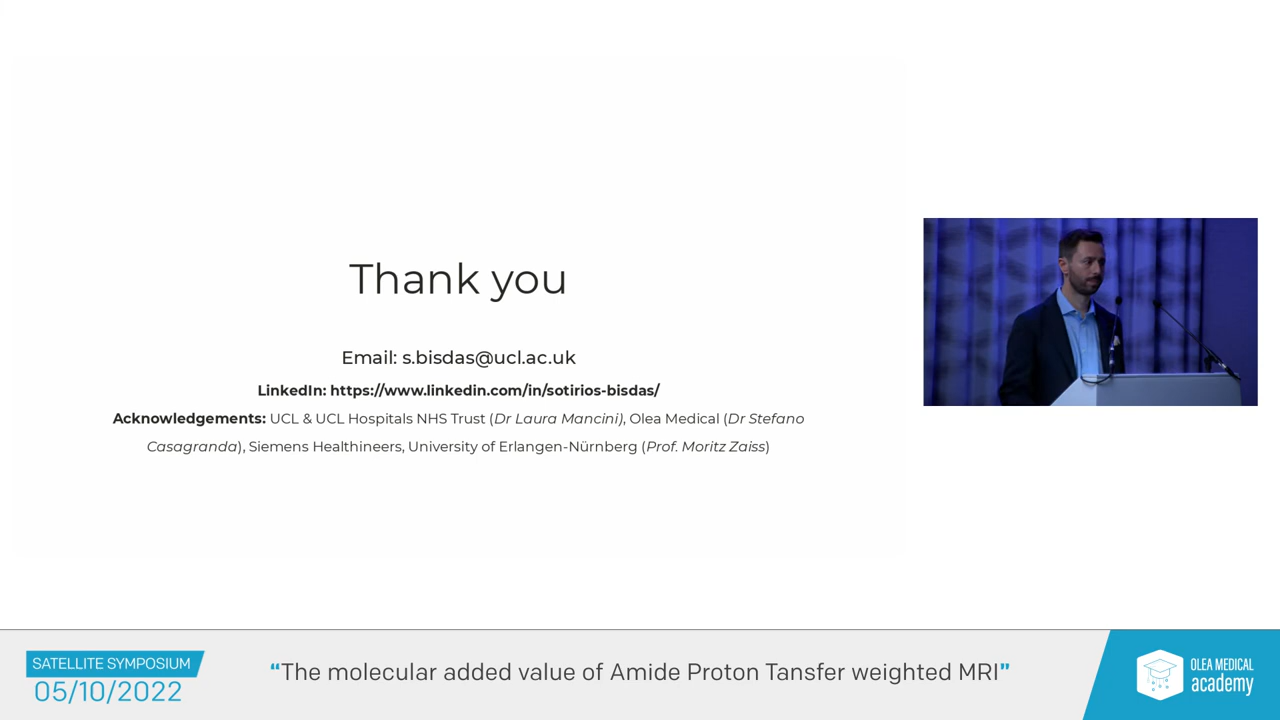 Thank you
Email: s.bisdas@ucl.ac.uk
LinkedIn: https://www.linkedin.com/in/sotirios-bisdas/
Acknowledgements: UCL & UCL Hospitals NHS Trust (Dr Laura Mancini), Olea Medical (Dr Stefano
Casagranda), Siemens Healthineers, University of Erlangen-Nürnberg (Prof. Moritz Zaiss)
SATELLITE SYMPOSIUM
05/10/2022
“The molecular added value of Amide Proton Tansfer weighted MRI”
OLEA MEDICAL
academy